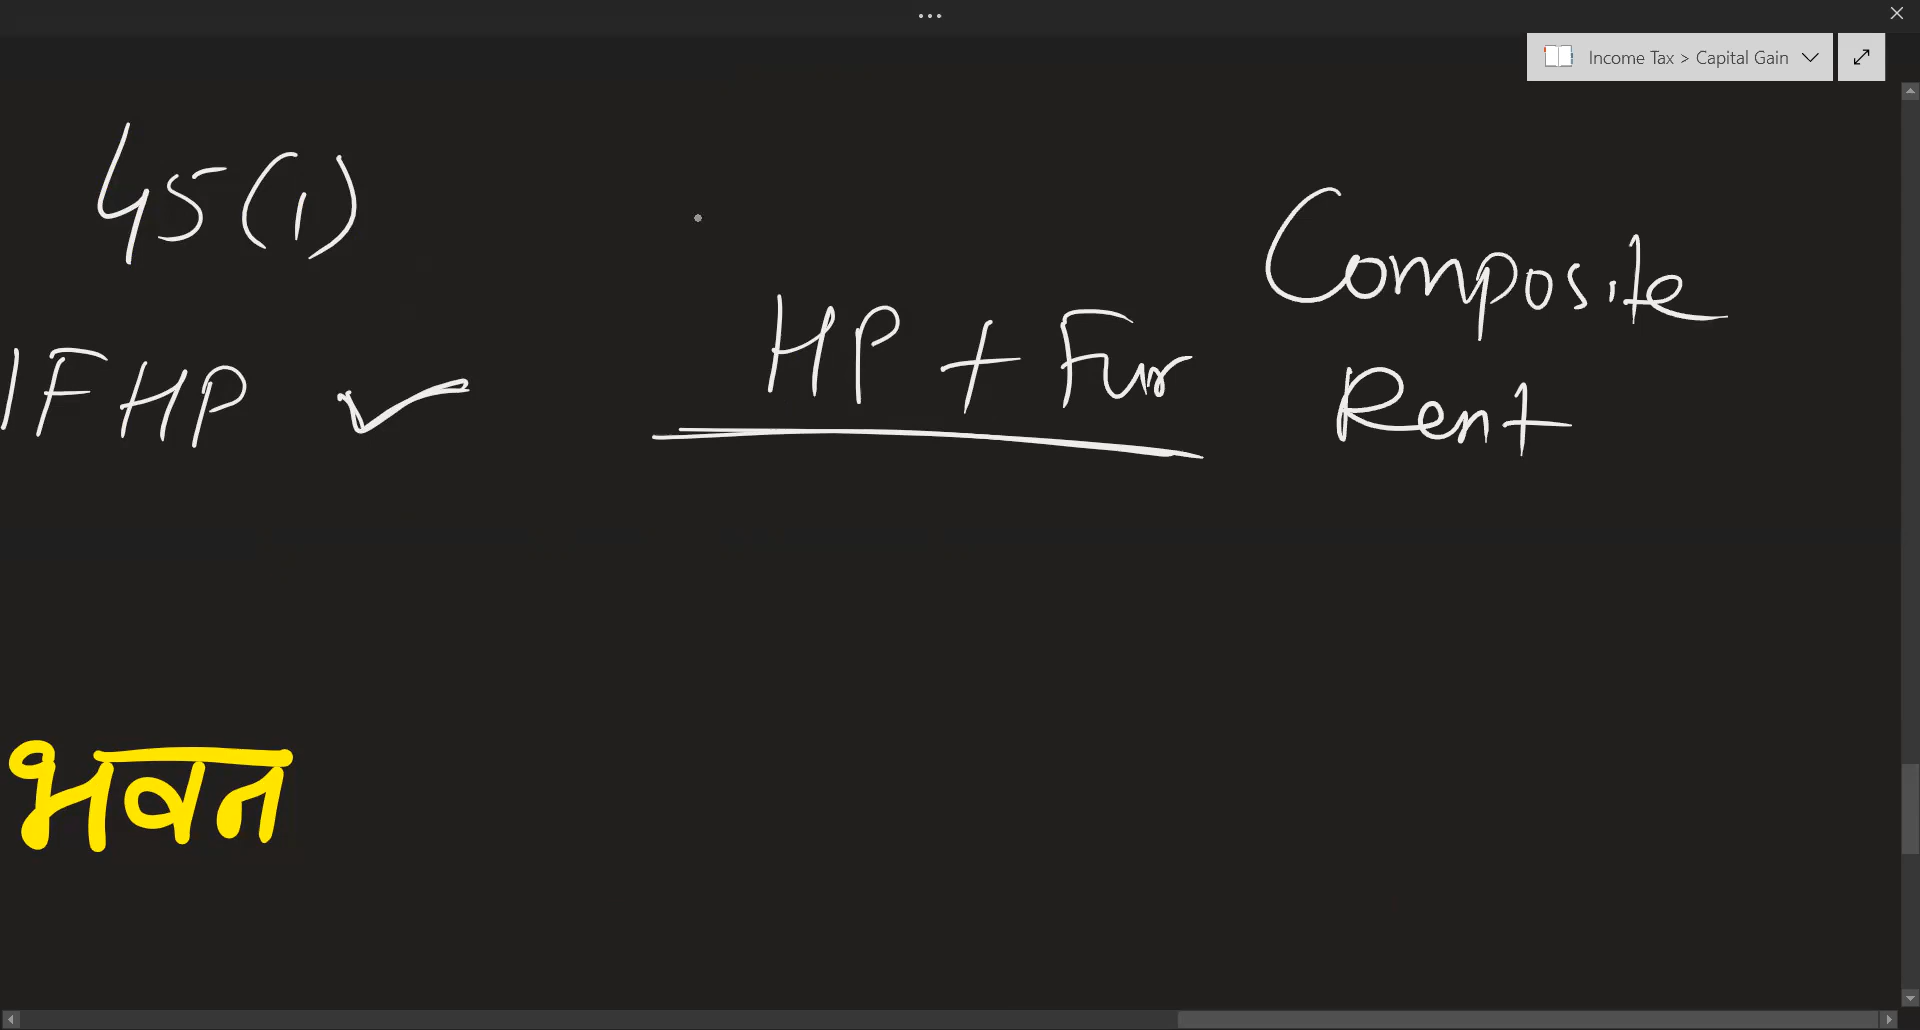 Income Tax > Capital Gain
45(1)
Composite
HP + Fur
Rent
IFHP
भवन